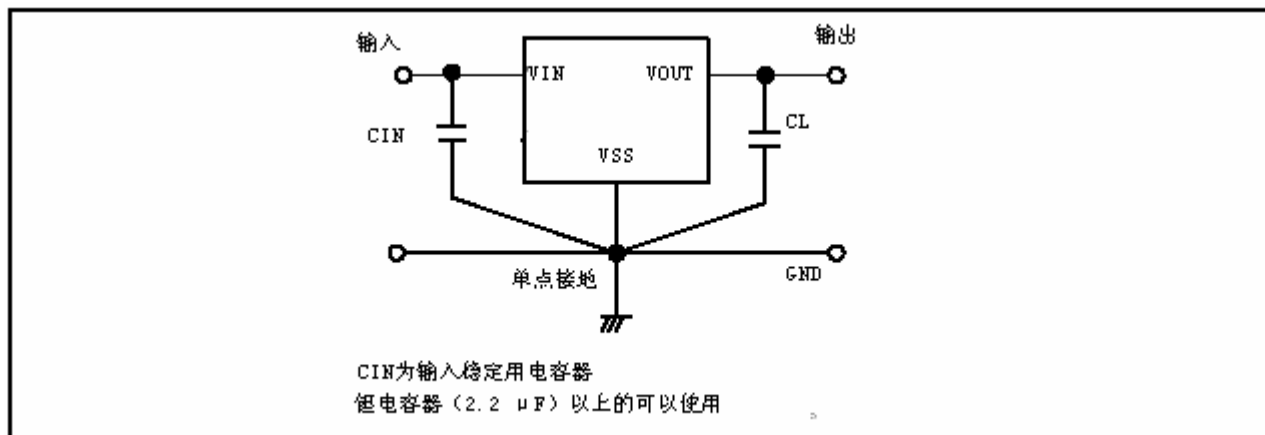 输入
输出
VIN
VOUT
CIN
CL
VSS
单点接地
GND
CIN为输入稳定用电容器
钽电容器（2.2 μF）以上的可以使用